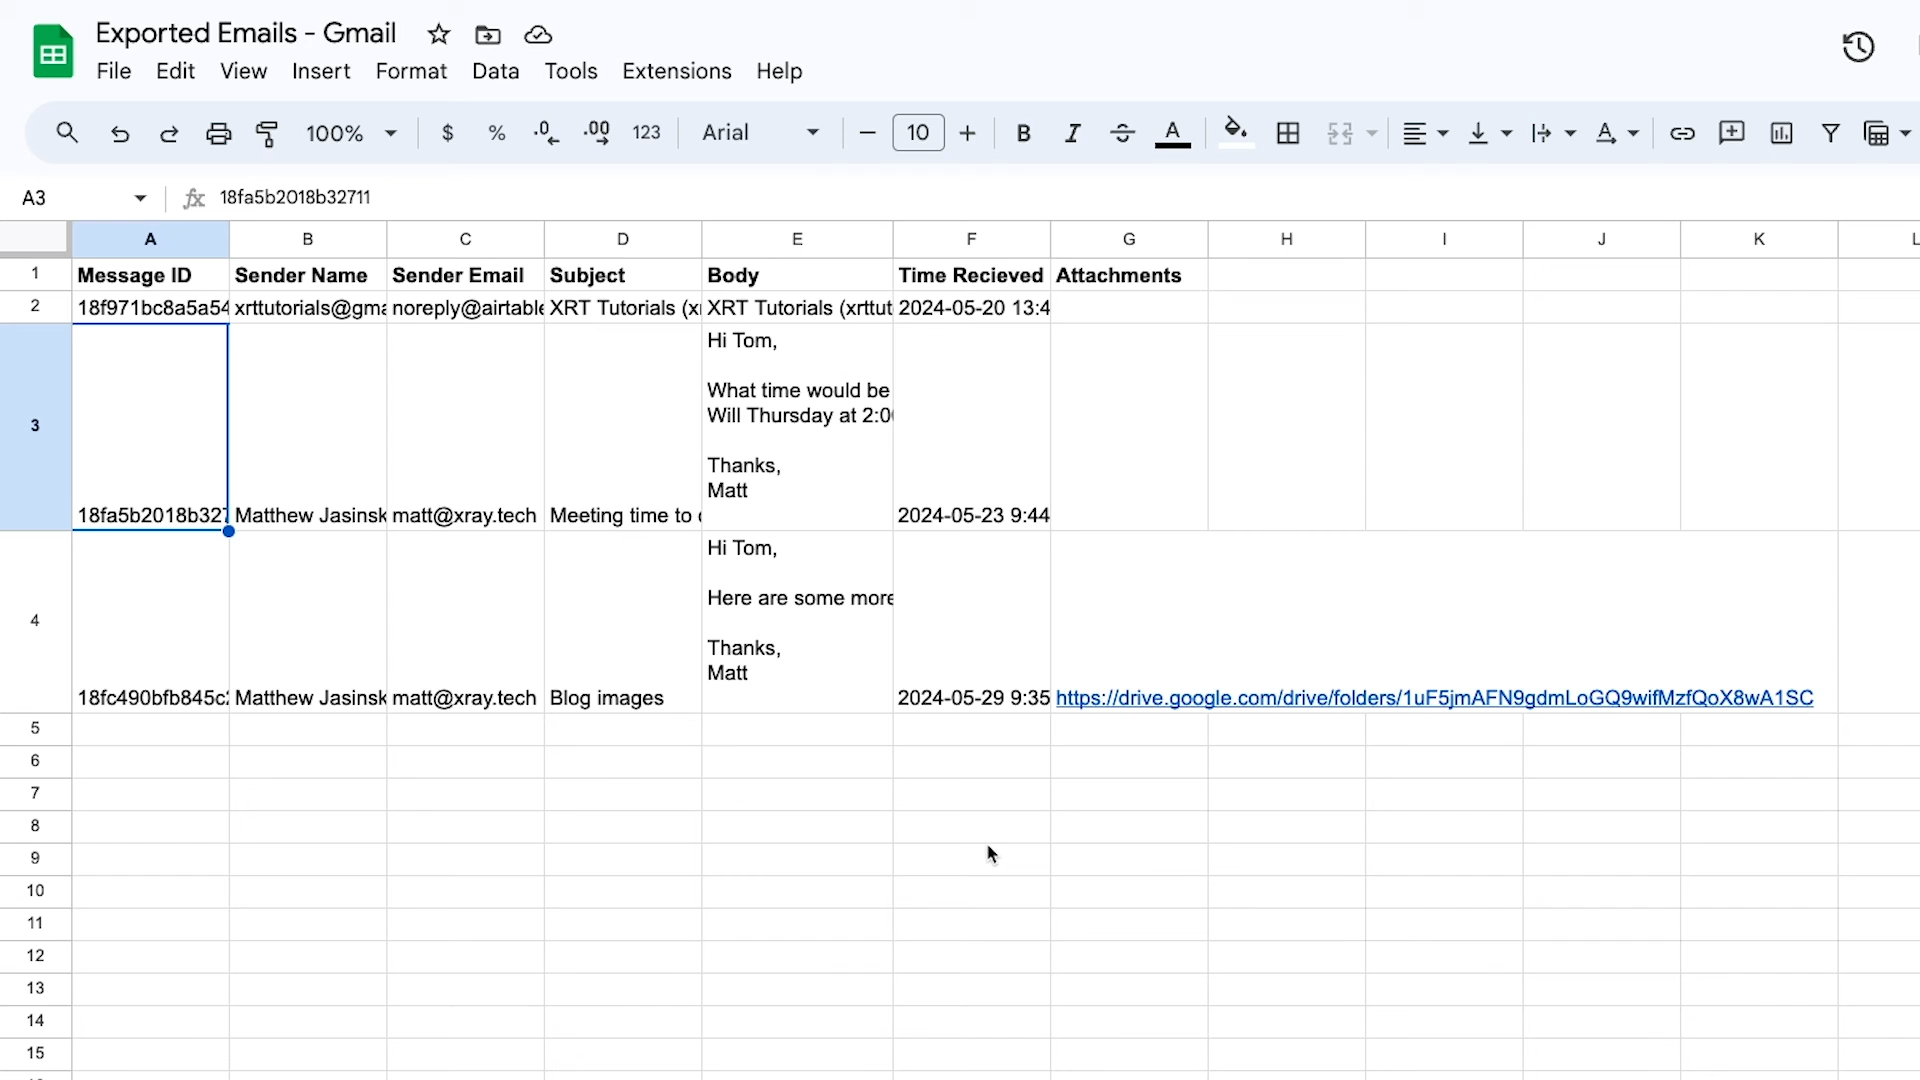 Exported Emails - Gmail
File Edit View Insert Format Data Tools Extensions Help
100% $ % .0 .00 123 Arial 10 B I A
A3 fx 18fa5b2018b32711
A B C D E F G H I J K L
1 Message ID Sender Name Sender Email Subject Body Time Recieved Attachments
2 18f971bc8a5a54 xrttutorials@gma noreply@airtable XRT Tutorials (x XRT Tutorials (xrttut 2024-05-20 13:4
Hi Tom,
What time would be
Will Thursday at 2:0
Thanks,
Matt
3 18fa5b2018b327 Matthew Jasinsk matt@xray.tech Meeting time to 2024-05-23 9:44
Hi Tom,
Here are some more
Thanks,
Matt
4 18fc490bfb845c Matthew Jasinsk matt@xray.tech Blog images 2024-05-29 9:35 https://drive.google.com/drive/folders/1uF5jmAFN9gdmLoGQ9wifMzfQoX8wA1SC
5
6
7
8
9
10
11
12
13
14
15